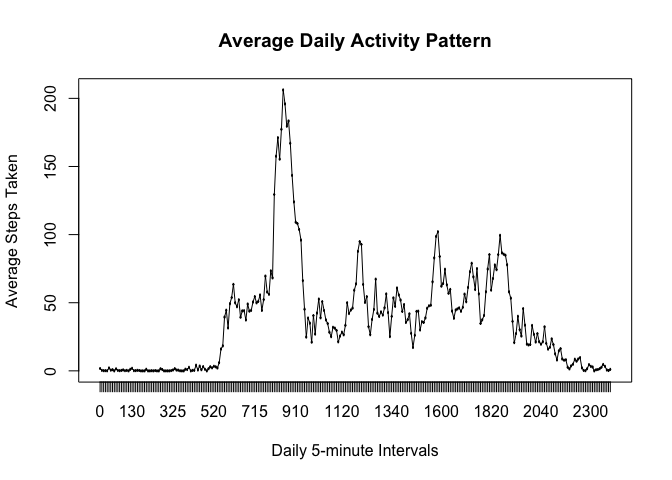 Average Daily Activity Pattern
Average Steps Taken
200
150
100
50
0
0 130 325 520 715 910 1120 1340 1600 1820 2040 2300
Daily 5-minute Intervals